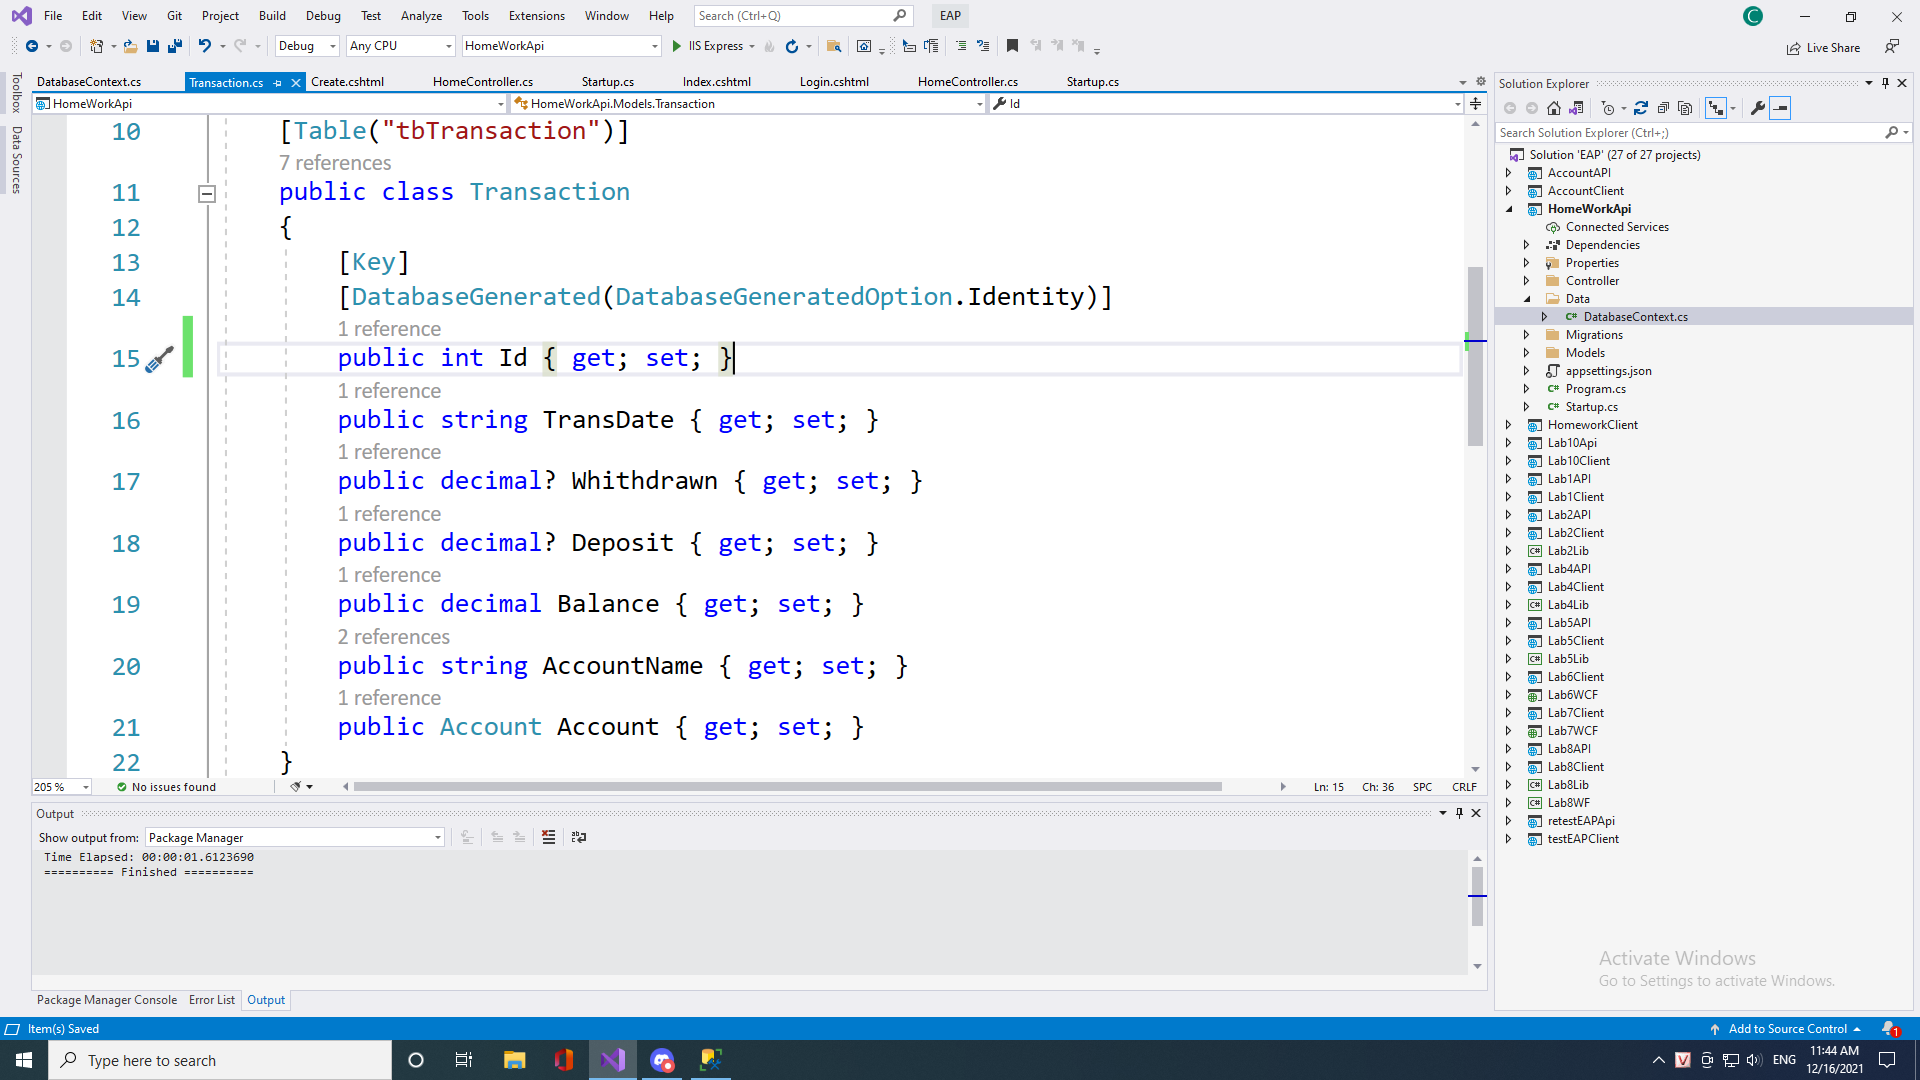 File Edit View Git Project Build Debug Test Analyze Tools Extensions Window Help Search (Ctrl+Q) EAP C
Debug Any CPU HomeWorkApi IIS Express Live Share
Toolbox
Data Sources
DatabaseContext.cs Transaction.cs Create.cshtml HomeController.cs Startup.cs Index.cshtml Login.cshtml HomeController.cs Startup.cs
HomeWorkApi HomeWorkApi.Models.Transaction Id
10 [Table("tbTransaction")]
7 references
11 public class Transaction
12 {
13 [Key]
14 [DatabaseGenerated(DatabaseGeneratedOption.Identity)]
1 reference
15 public int Id { get; set; }
1 reference
16 public string TransDate { get; set; }
1 reference
17 public decimal? Whithdrawn { get; set; }
1 reference
18 public decimal? Deposit { get; set; }
1 reference
19 public decimal Balance { get; set; }
2 references
20 public string AccountName { get; set; }
1 reference
21 public Account Account { get; set; }
22 }
205 % No issues found Ln: 15 Ch: 36 SPC CRLF
Output
Show output from: Package Manager
Time Elapsed: 00:00:01.6123690
========== Finished ==========
Package Manager Console Error List Output
Solution Explorer
Search Solution Explorer (Ctrl+;)
Solution 'EAP' (27 of 27 projects)
AccountAPI
AccountClient
HomeWorkApi
Connected Services
Dependencies
Properties
Controller
Data
C# DatabaseContext.cs
Migrations
Models
appsettings.json
C# Program.cs
C# Startup.cs
HomeworkClient
Lab10Api
Lab10Client
Lab1API
Lab1Client
Lab2API
Lab2Client
C# Lab2Lib
Lab4API
Lab4Client
C# Lab4Lib
Lab5API
Lab5Client
C# Lab5Lib
Lab6Client
Lab6WCF
Lab7Client
Lab7WCF
Lab8API
Lab8Client
C# Lab8Lib
C# Lab8WF
retestEAPApi
testEAPClient
Activate Windows
Go to Settings to activate Windows.
Item(s) Saved Add to Source Control 1
Type here to search V ENG 11:44 AM
12/16/2021